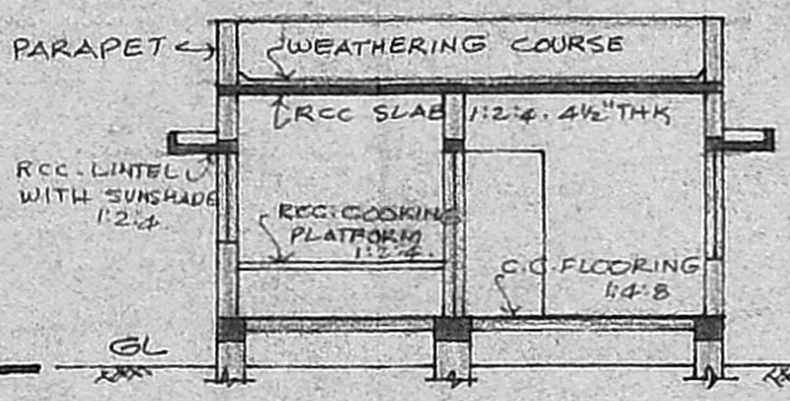 PARAPET
WEATHERING COURSE
RCC SLAB 1:2:4. 4½" THK
RCC. LINTEL
WITH SUNSHADE
1:2:4
RCC. COOKING
PLATFORM
1:2:4.
C.C. FLOORING
1:4:8
GL